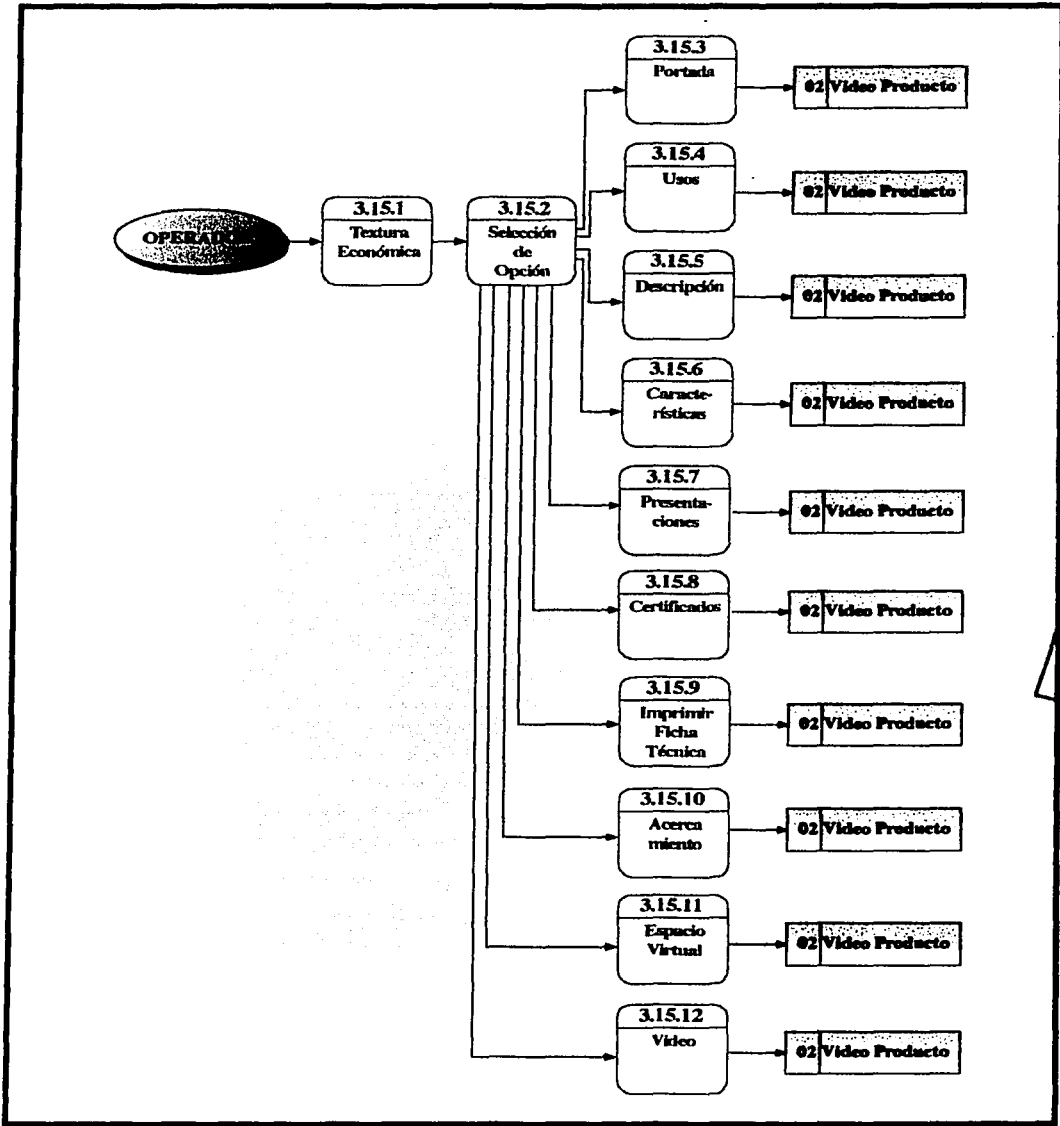 OPERADOR
3.15.1
Textura
Económica
3.15.2
Selección
de
Opción
3.15.3
Portada
02 Video Producto
3.15.4
Usos
02 Video Producto
3.15.5
Descripción
02 Video Producto
3.15.6
Caracte-
rísticas
02 Video Producto
3.15.7
Presenta-
ciones
02 Video Producto
3.15.8
Certificados
02 Video Producto
3.15.9
Imprimir
Ficha
Técnica
02 Video Producto
3.15.10
Acerca
miento
02 Video Producto
3.15.11
Espacio
Virtual
02 Video Producto
3.15.12
Video
02 Video Producto